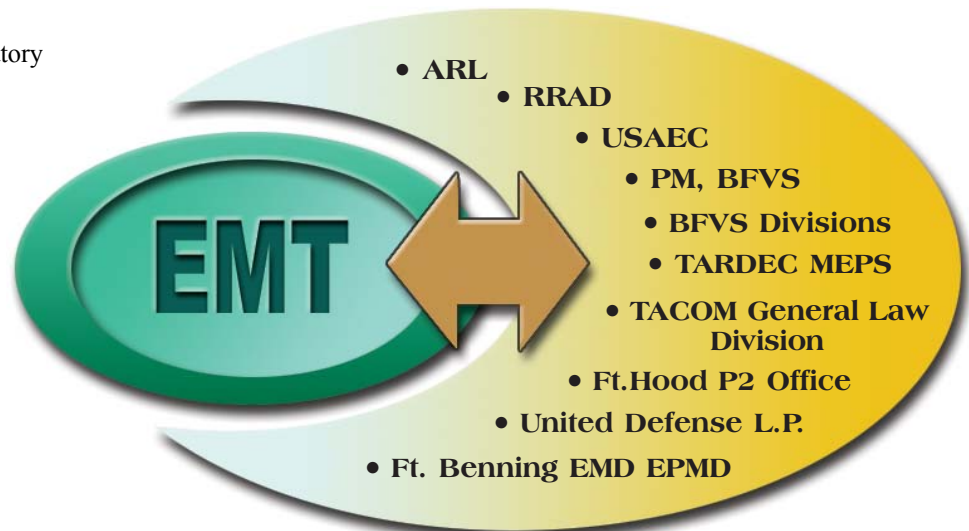 • ARL
• RRAD
• USAEC
• PM, BFVS
• BFVS Divisions
EMT
• TARDEC MEPS
• TACOM General Law
Division
• Ft.Hood P2 Office
• United Defense L.P.
• Ft. Benning EMD EPMD